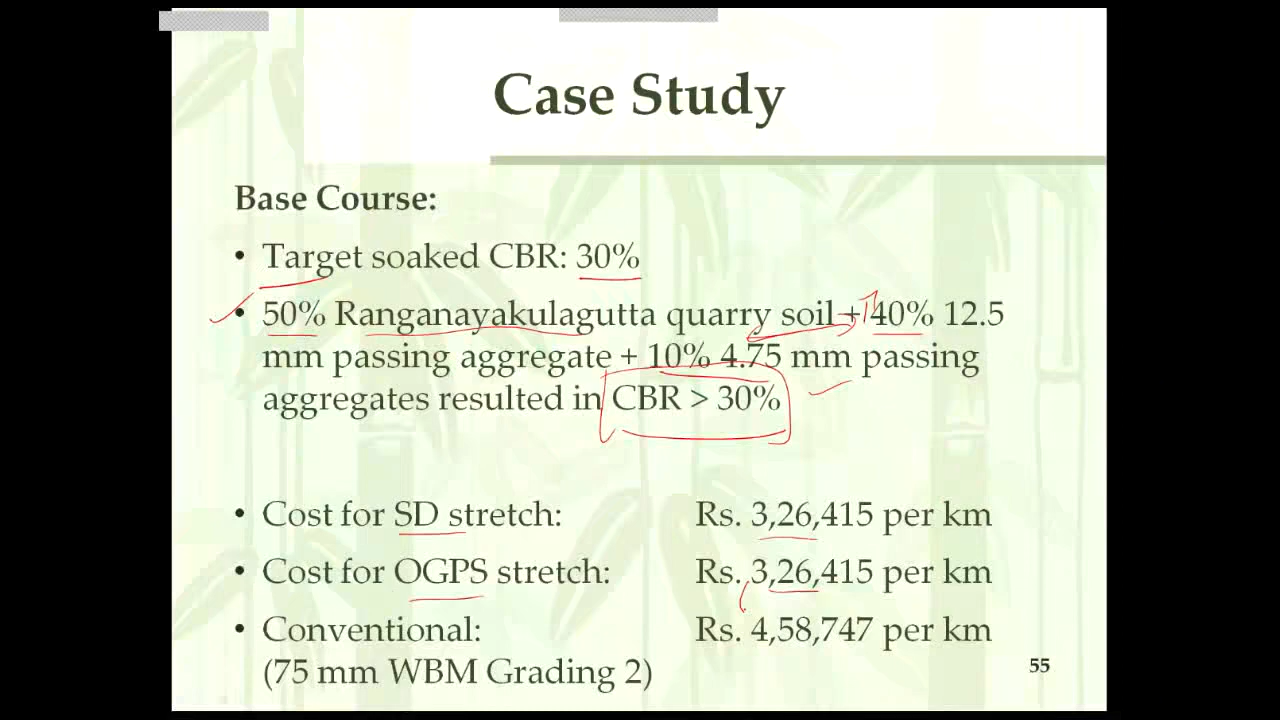 Case Study
Base Course:
• Target soaked CBR: 30%
• 50% Ranganayakulagutta quarry soil + 40% 12.5
mm passing aggregate + 10% 4.75 mm passing
aggregates resulted in CBR > 30%
• Cost for SD stretch: Rs. 3,26,415 per km
• Cost for OGPS stretch: Rs. 3,26,415 per km
• Conventional: Rs. 4,58,747 per km
(75 mm WBM Grading 2)
55